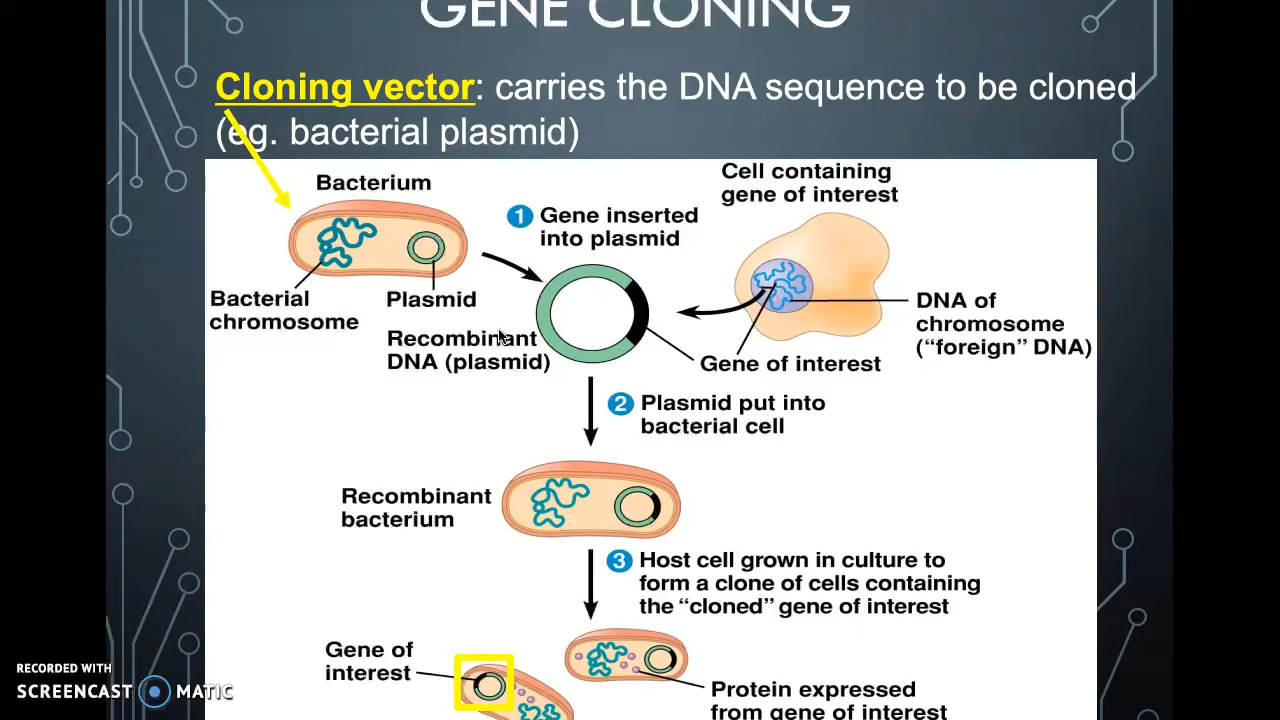 GENE CLONING
Cloning vector: carries the DNA sequence to be cloned
(eg. bacterial plasmid)
Bacterium
Cell containing
gene of interest
1 Gene inserted
into plasmid
Bacterial
chromosome
Plasmid
Recombinant
DNA (plasmid)
DNA of
chromosome
(“foreign” DNA)
Gene of interest
2 Plasmid put into
bacterial cell
Recombinant
bacterium
3 Host cell grown in culture to
form a clone of cells containing
the “cloned” gene of interest
Gene of
interest
Protein expressed
from gene of interest
RECORDED WITH
SCREENCAST MATIC